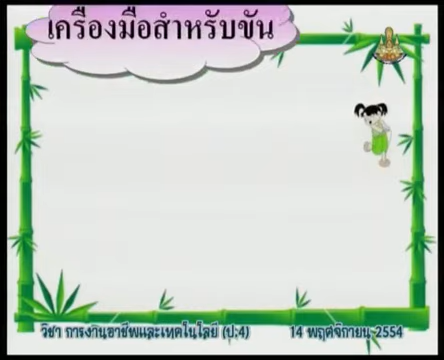 เครื่องมือสำหรับขัน
วิชา การงานอาชีพและเทคโนโลยี (ป.4) 14 พฤศจิกายน 2554